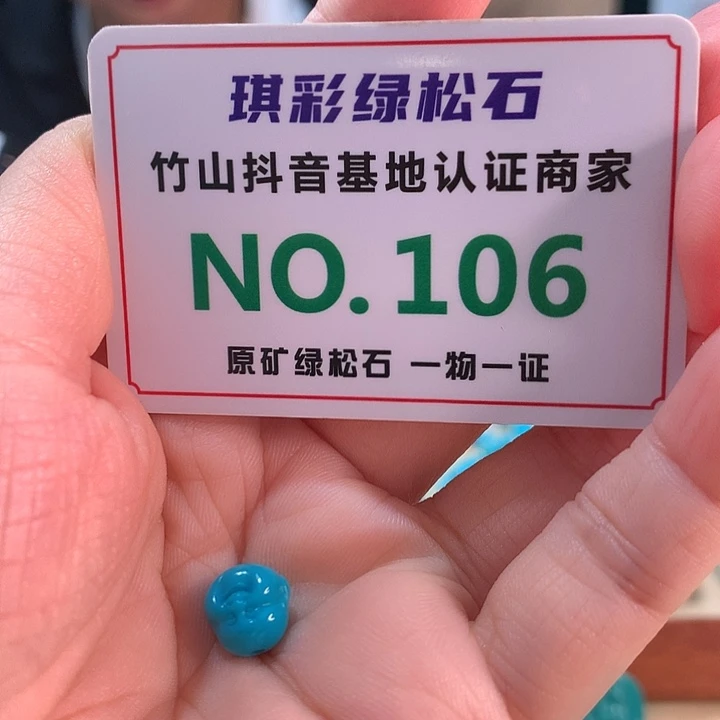 琪彩绿松石
竹山抖音基地认证商家
NO.106
原矿绿松石 一物一证